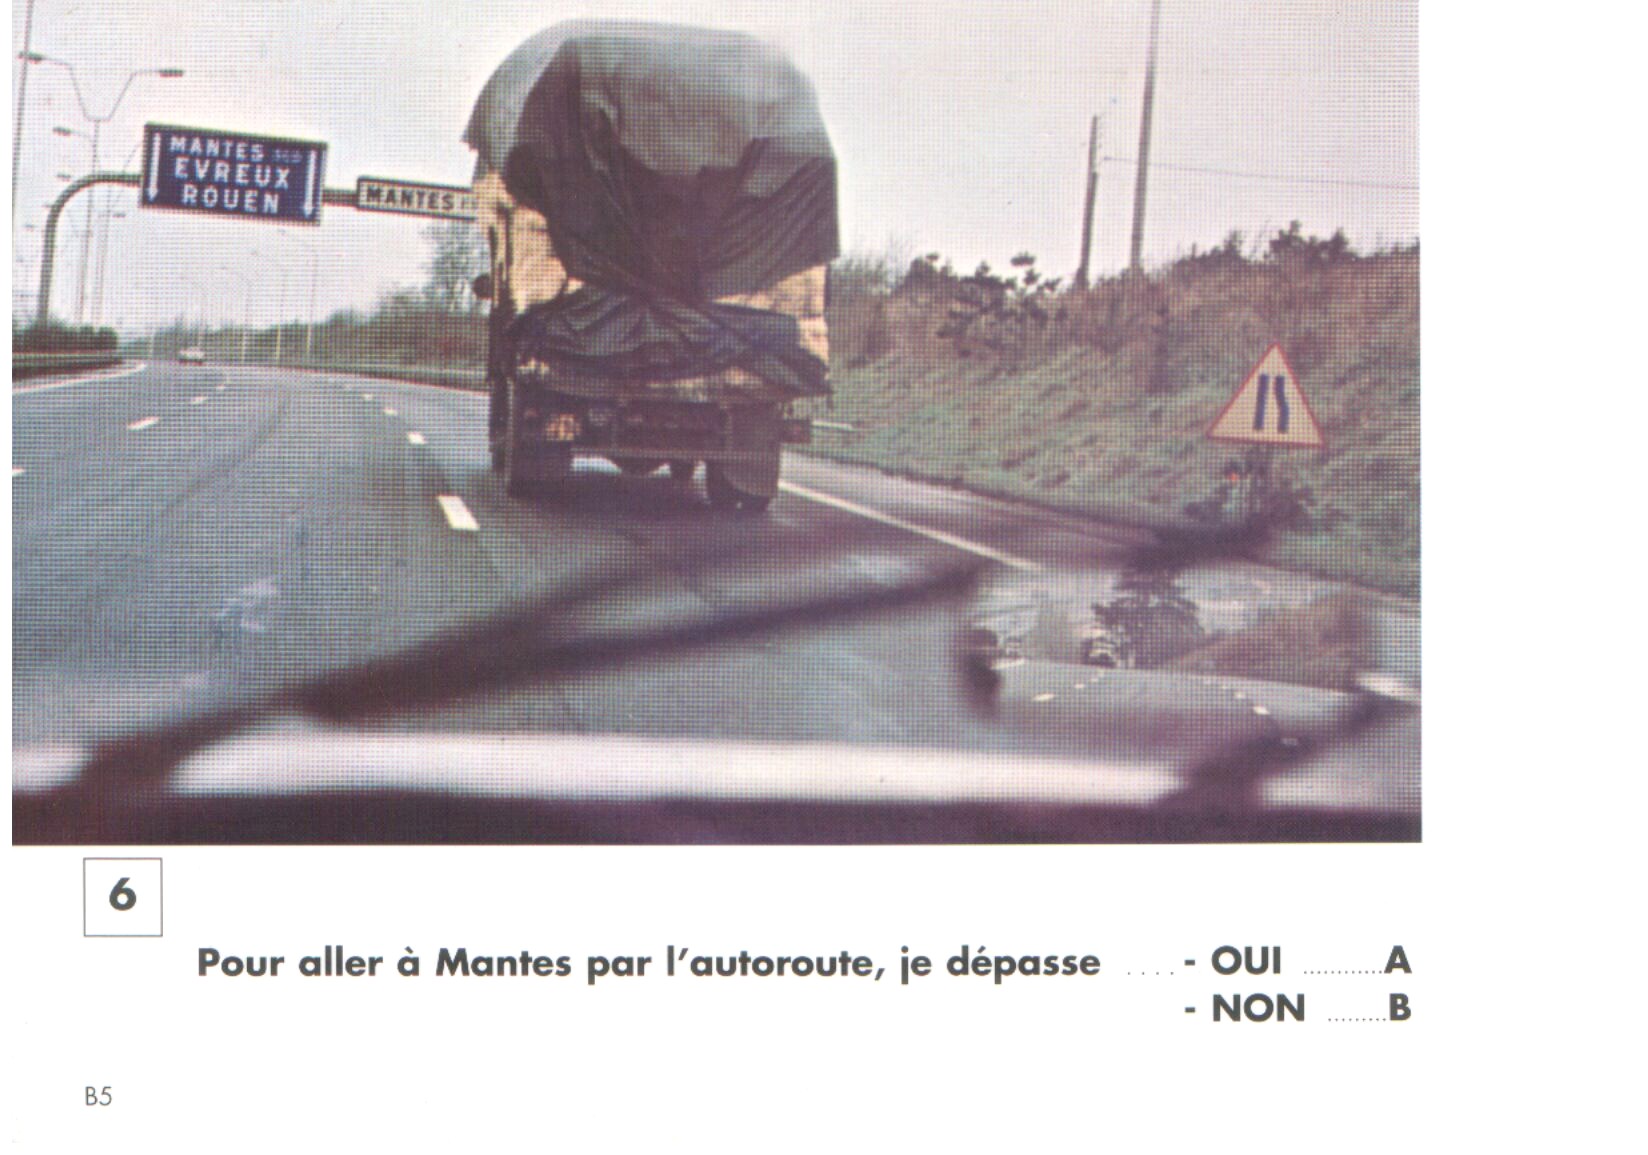 MANTES
EVREUX
ROUEN
MANTES
6
Pour aller à Mantes par l'autoroute, je dépasse .... - OUI ............A
- NON .........B
B5